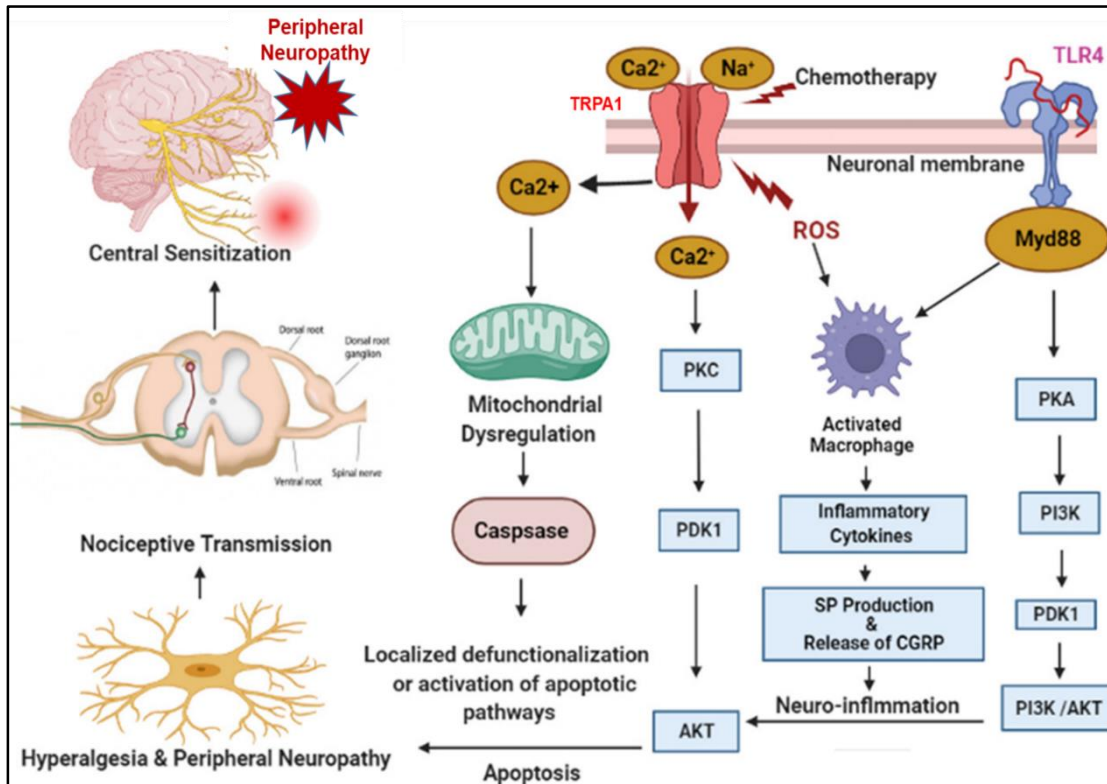 Peripheral
Neuropathy
Central Sensitization
Dorsal root
Dorsal root
ganglion
Spinal nerve
Ventral root
Nociceptive Transmission
Hyperalgesia & Peripheral Neuropathy
Ca2⁺
Na⁺
TRPA1
Chemotherapy
TLR4
Neuronal membrane
Ca2+
Ca2⁺
ROS
Myd88
Mitochondrial
Dysregulation
Caspsase
Localized defunctionalization
or activation of apoptotic
pathways
PKC
PDK1
AKT
Apoptosis
Activated
Macrophage
Inflammatory
Cytokines
SP Production
&
Release of CGRP
Neuro-inflmmation
PKA
PI3K
PDK1
PI3K /AKT